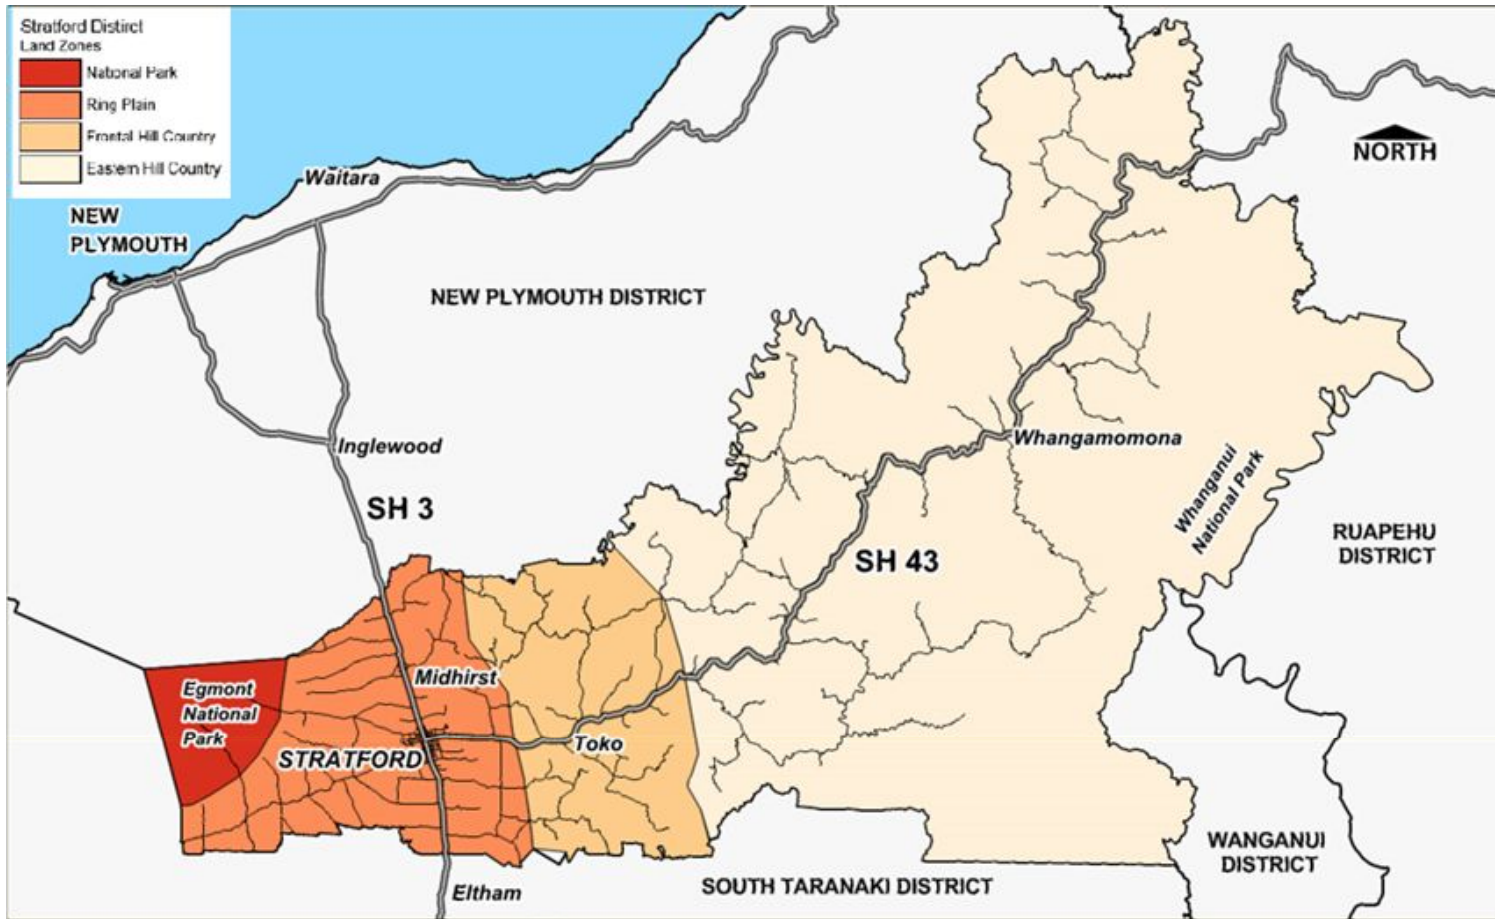 Stratford Distirct
Land Zones
National Park
Ring Plain
Frontal Hill Country
Eastern Hill Country
NORTH
Waitara
NEW
PLYMOUTH
NEW PLYMOUTH DISTRICT
Inglewood
Whangamomona
Whanganui
National Park
SH 3
RUAPEHU
DISTRICT
SH 43
Midhirst
Egmont
National
Park
Toko
STRATFORD
WANGANUI
DISTRICT
SOUTH TARANAKI DISTRICT
Eltham